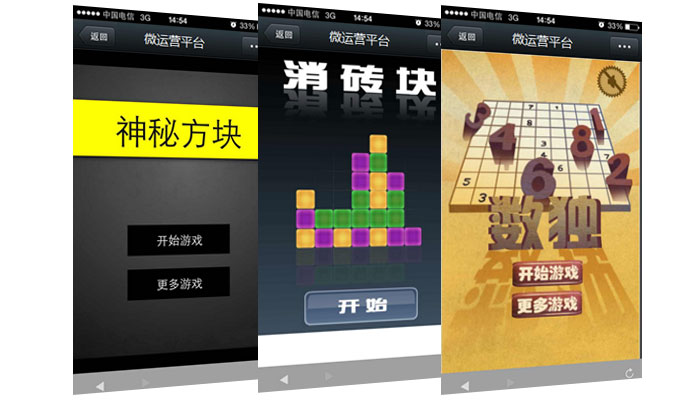 中国电信 3G 14:54 33%
返回 微运营平台 ...
神秘方块
开始游戏
更多游戏
中国电信 3G 14:54 33%
返回 微运营平台
消砖块
开始
中国电信 3G 14:54 33%
返回 微运营平台 ...
3 4 6 8 1 2
数独
开始游戏
更多游戏